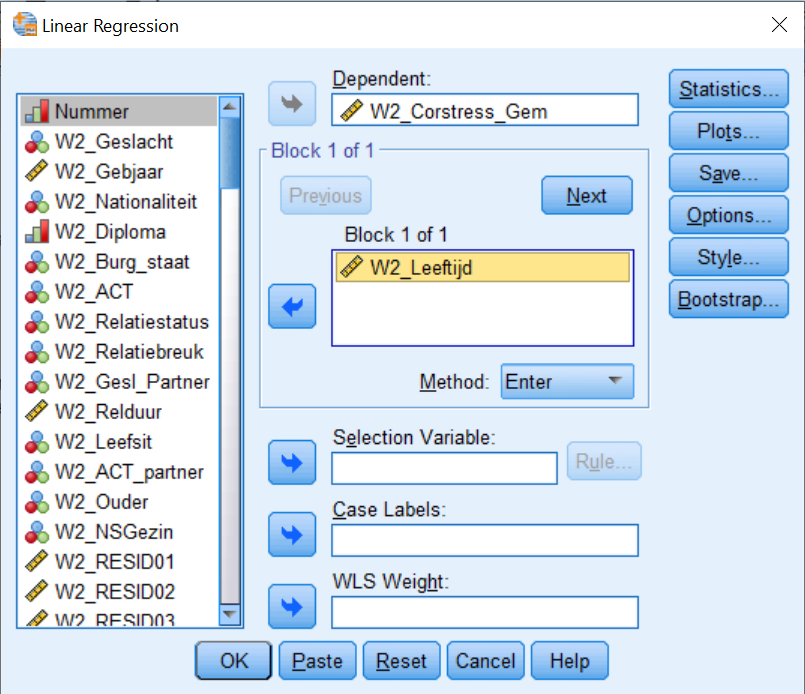 Linear Regression
Nummer
W2_Geslacht
W2_Gebjaar
W2_Nationaliteit
W2_Diploma
W2_Burg_staat
W2_ACT
W2_Relatiestatus
W2_Relatiebreuk
W2_Gesl_Partner
W2_Relduur
W2_Leefsit
W2_ACT_partner
W2_Ouder
W2_NSGezin
W2_RESID01
W2_RESID02
W2_RESID03
Dependent:
W2_Corstress_Gem
Block 1 of 1
Previous
Next
Block 1 of 1
W2_Leeftijd
Method:
Enter
Selection Variable:
Rule...
Case Labels:
WLS Weight:
Statistics...
Plots...
Save...
Options...
Style...
Bootstrap...
OK
Paste
Reset
Cancel
Help